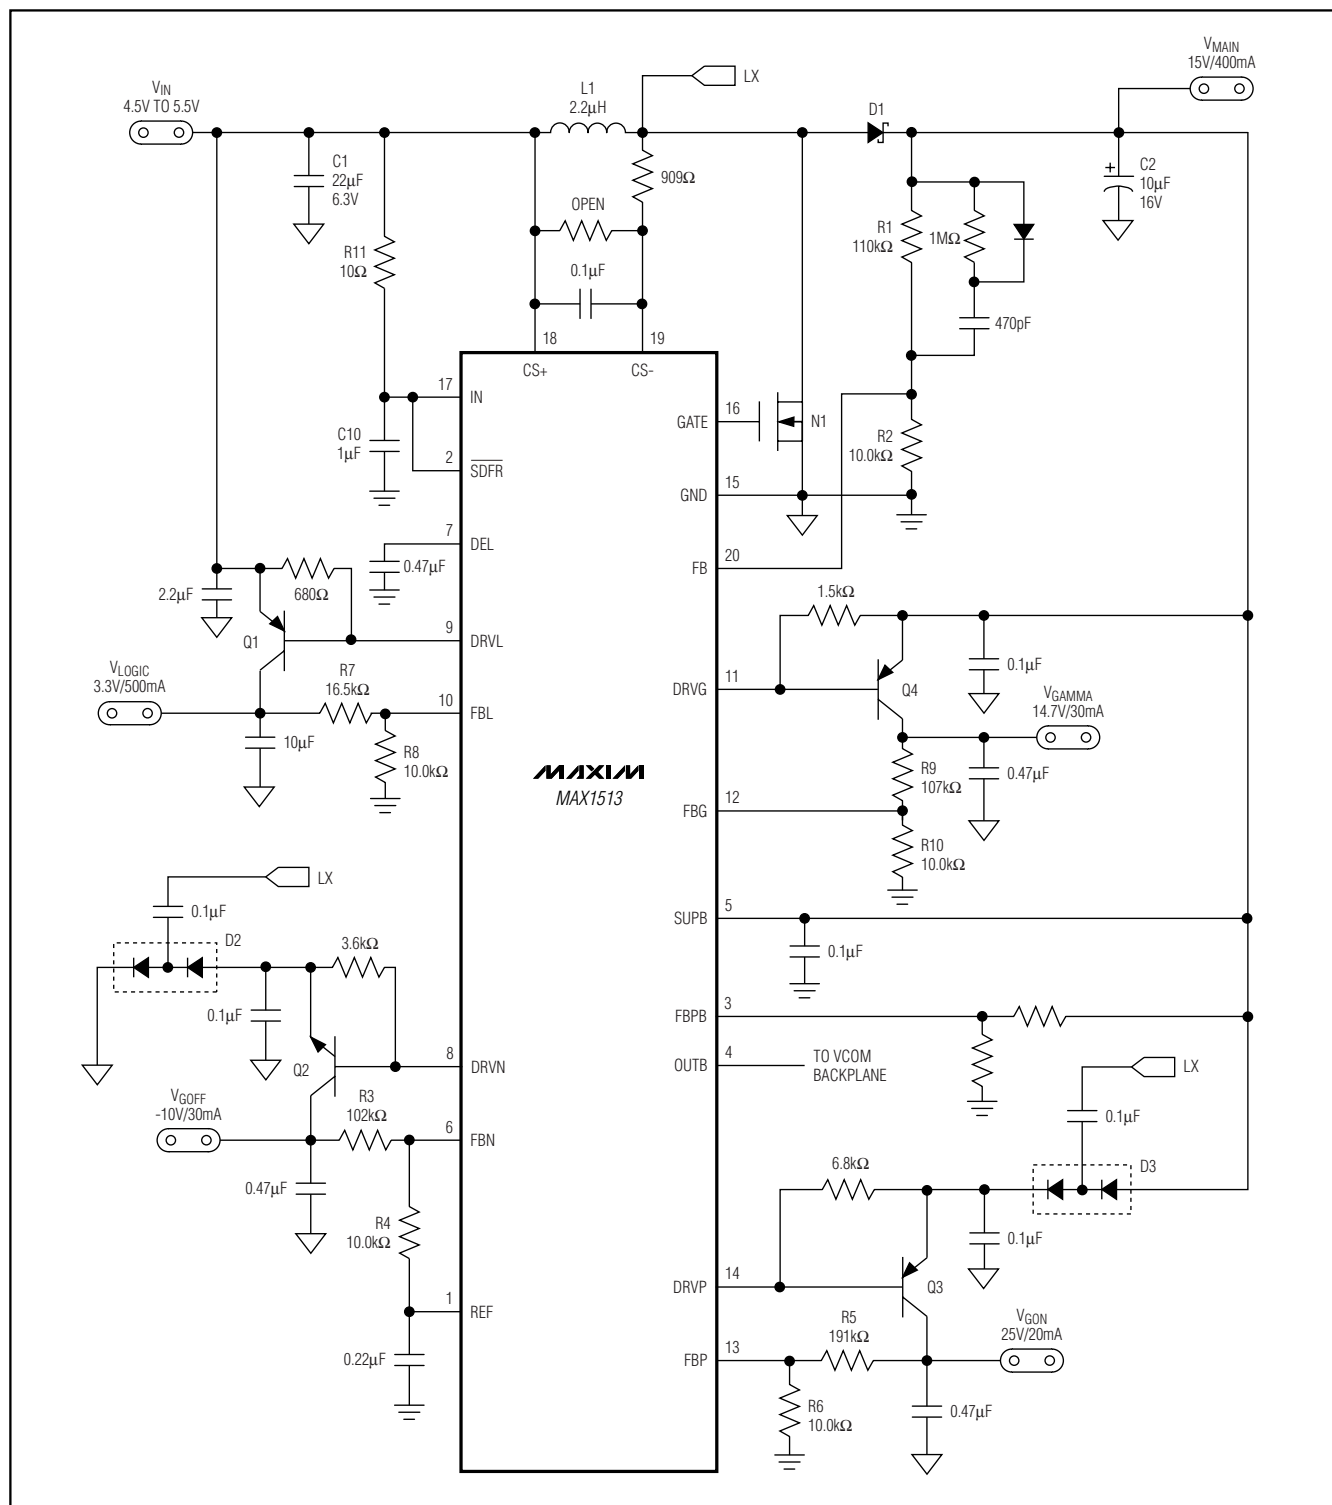 V_MAIN
15V/400mA
LX
V_IN
4.5V TO 5.5V
L1
2.2µH
D1
C1
22µF
6.3V
909Ω
C2
+
10µF
16V
OPEN
R1
110kΩ
1MΩ
R11
10Ω
0.1µF
470pF
18
19
CS+
CS-
17
IN
16
GATE
N1
C10
1µF
R2
10.0kΩ
2
SDFR
15
GND
7
DEL
0.47µF
20
FB
2.2µF
680Ω
1.5kΩ
Q1
9
DRVL
0.1µF
V_LOGIC
3.3V/500mA
R7
16.5kΩ
11
DRVG
Q4
V_GAMMA
14.7V/30mA
10
FBL
10µF
R8
10.0kΩ
MAXIM
MAX1513
R9
107kΩ
0.47µF
12
FBG
R10
10.0kΩ
LX
0.1µF
5
SUPB
D2
3.6kΩ
0.1µF
0.1µF
3
FBPB
8
DRVN
4
OUTB
TO VCOM
BACKPLANE
LX
Q2
V_GOFF
-10V/30mA
R3
102kΩ
0.1µF
6
FBN
6.8kΩ
D3
0.47µF
R4
10.0kΩ
0.1µF
14
DRVP
Q3
1
REF
R5
191kΩ
V_GON
25V/20mA
0.22µF
13
FBP
R6
10.0kΩ
0.47µF